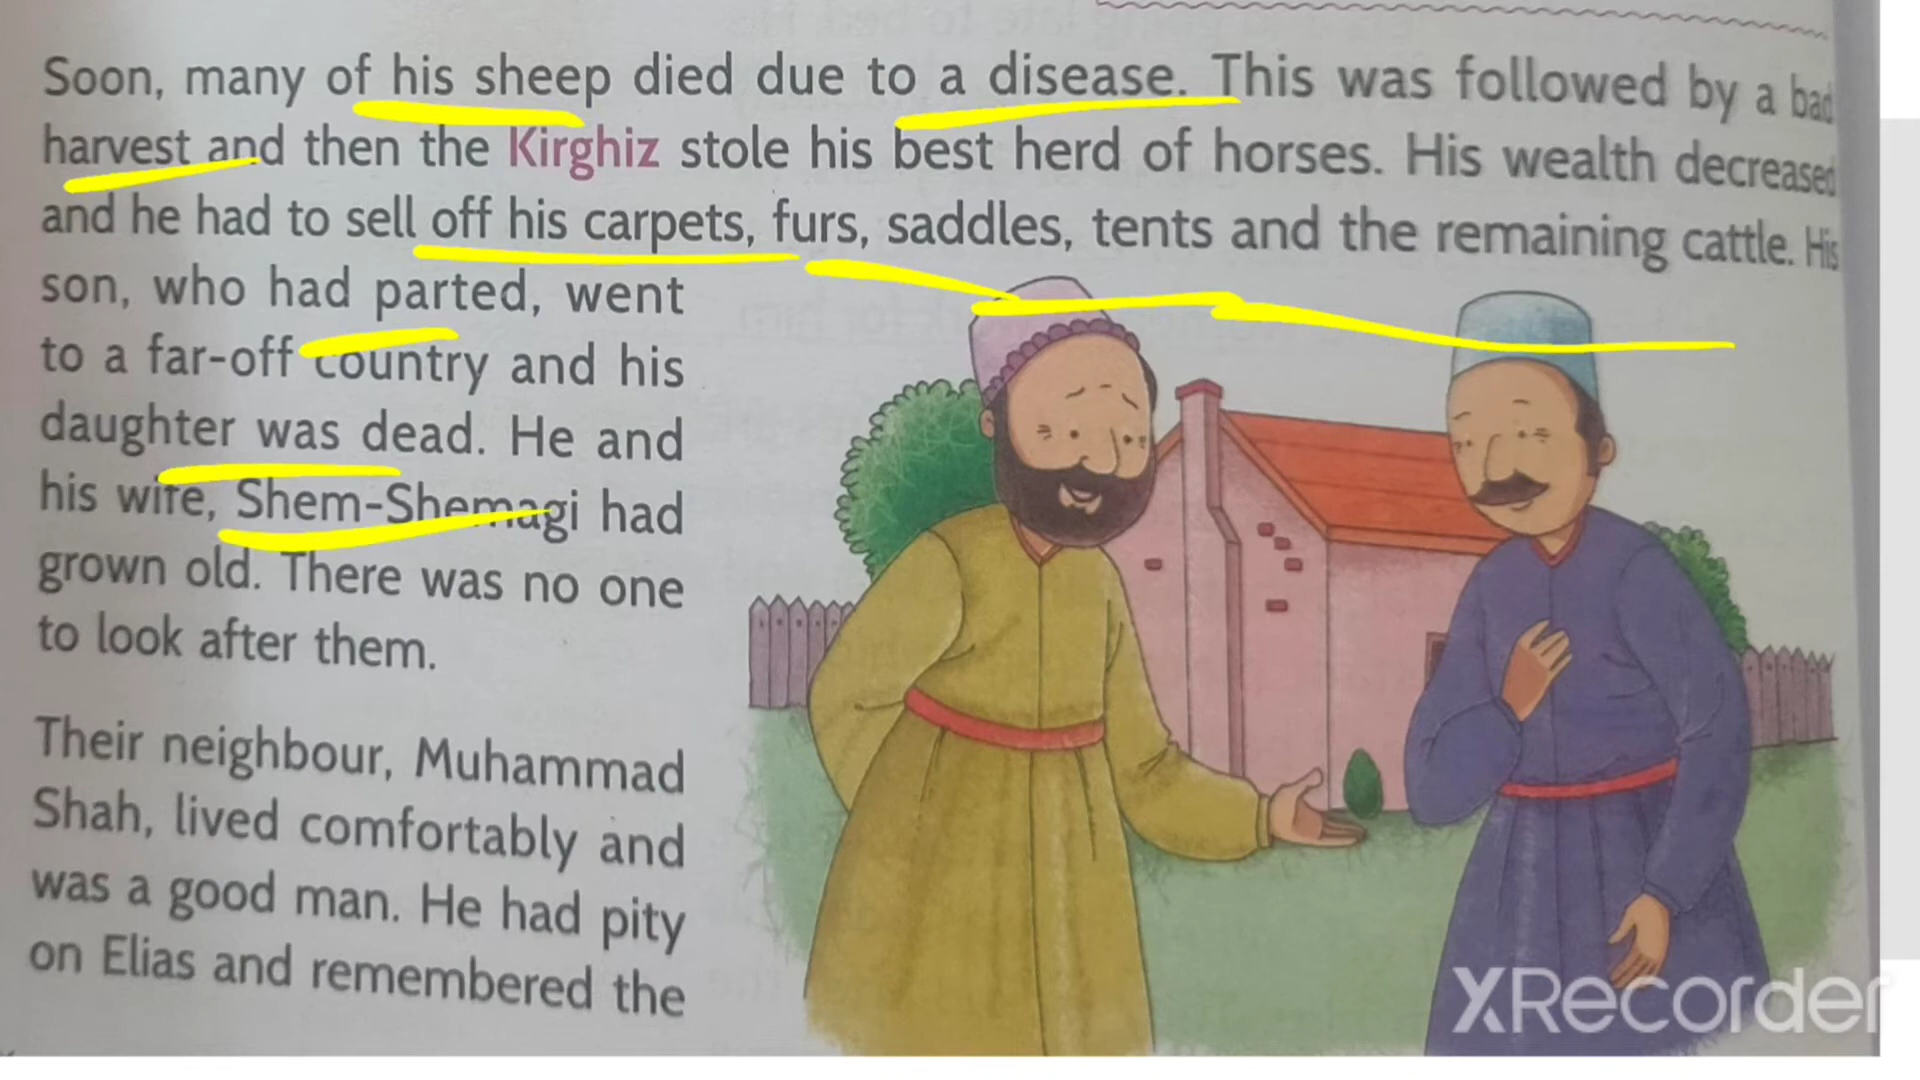 Soon, many of his sheep died due to a disease. This was followed by a bad
harvest and then the Kirghiz stole his best herd of horses. His wealth decreased
and he had to sell off his carpets, furs, saddles, tents and the remaining cattle. His
son, who had parted, went
to a far-off country and his
daughter was dead. He and
his wife, Shem-Shemagi had
grown old. There was no one
to look after them.
Their neighbour, Muhammad
Shah, lived comfortably and
was a good man. He had pity
on Elias and remembered the
XRecorder